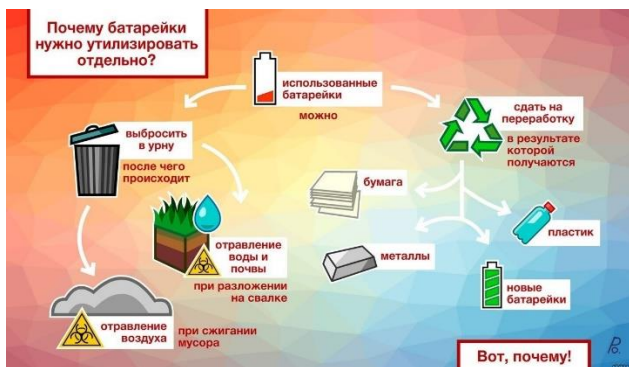 Почему батарейки
нужно утилизировать
отдельно?
использованные
батарейки
можно
выбросить
в урну
после чего
происходит
сдать на
переработку
в результате
которой
получаются
бумага
пластик
металлы
новые
батарейки
отравление
воды и
почвы
при разложении
на свалке
отравление
воздуха
при сжигании
мусора
Вот, почему!